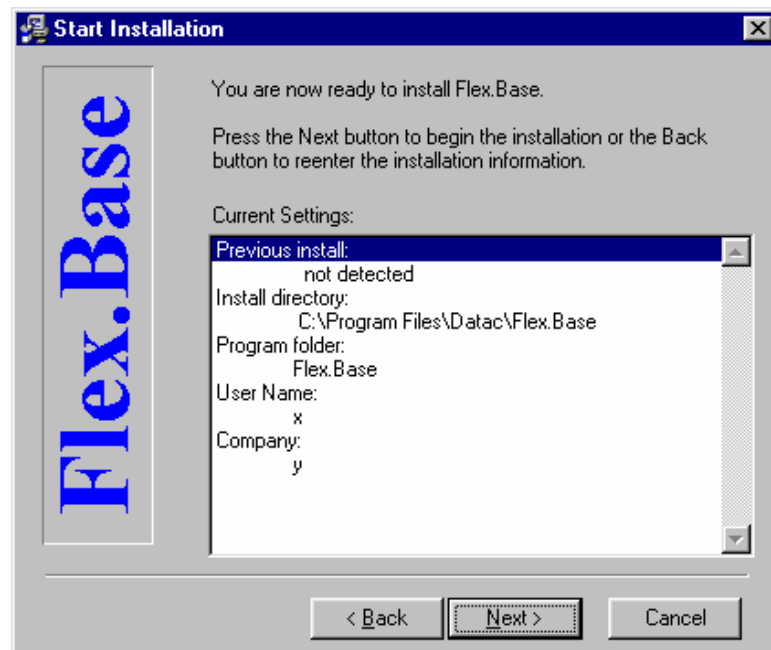 Start Installation
Flex.Base
You are now ready to install Flex.Base.
Press the Next button to begin the installation or the Back
button to reenter the installation information.
Current Settings:
Previous install:
not detected
Install directory:
C:\Program Files\Datac\Flex.Base
Program folder:
Flex.Base
User Name:
x
Company:
y
< Back
Next >
Cancel